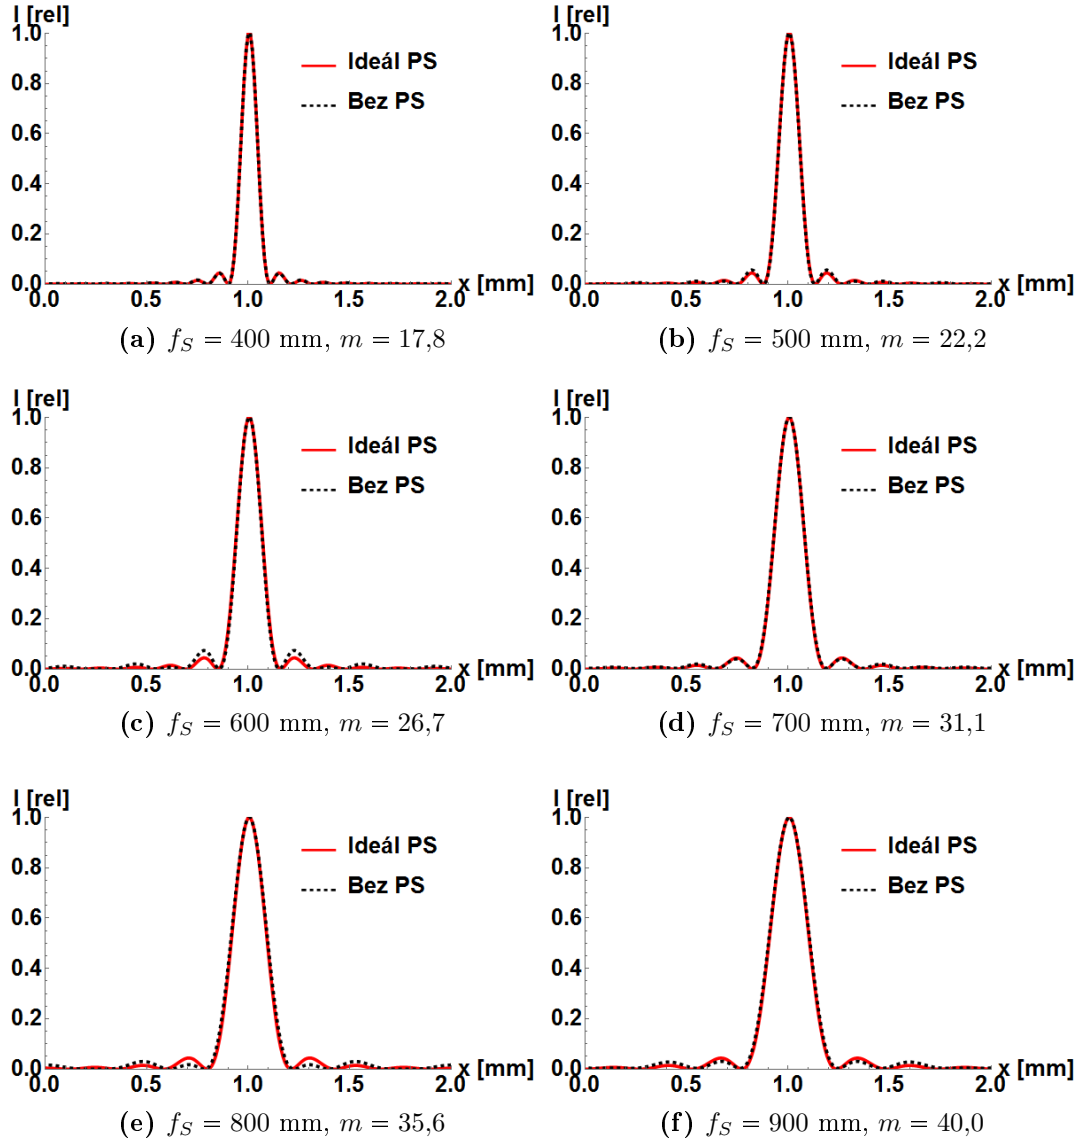 I [rel]
1.0
0.8
0.6
0.4
0.2
0.0
0.0 0.5 1.0 1.5 2.0
x [mm]
Ideál PS
Bez PS
(a) f_S = 400 mm, m = 17,8
I [rel]
1.0
0.8
0.6
0.4
0.2
0.0
0.0 0.5 1.0 1.5 2.0
x [mm]
Ideál PS
Bez PS
(b) f_S = 500 mm, m = 22,2
I [rel]
1.0
0.8
0.6
0.4
0.2
0.0
0.0 0.5 1.0 1.5 2.0
x [mm]
Ideál PS
Bez PS
(c) f_S = 600 mm, m = 26,7
I [rel]
1.0
0.8
0.6
0.4
0.2
0.0
0.0 0.5 1.0 1.5 2.0
x [mm]
Ideál PS
Bez PS
(d) f_S = 700 mm, m = 31,1
I [rel]
1.0
0.8
0.6
0.4
0.2
0.0
0.0 0.5 1.0 1.5 2.0
x [mm]
Ideál PS
Bez PS
(e) f_S = 800 mm, m = 35,6
I [rel]
1.0
0.8
0.6
0.4
0.2
0.0
0.0 0.5 1.0 1.5 2.0
x [mm]
Ideál PS
Bez PS
(f) f_S = 900 mm, m = 40,0